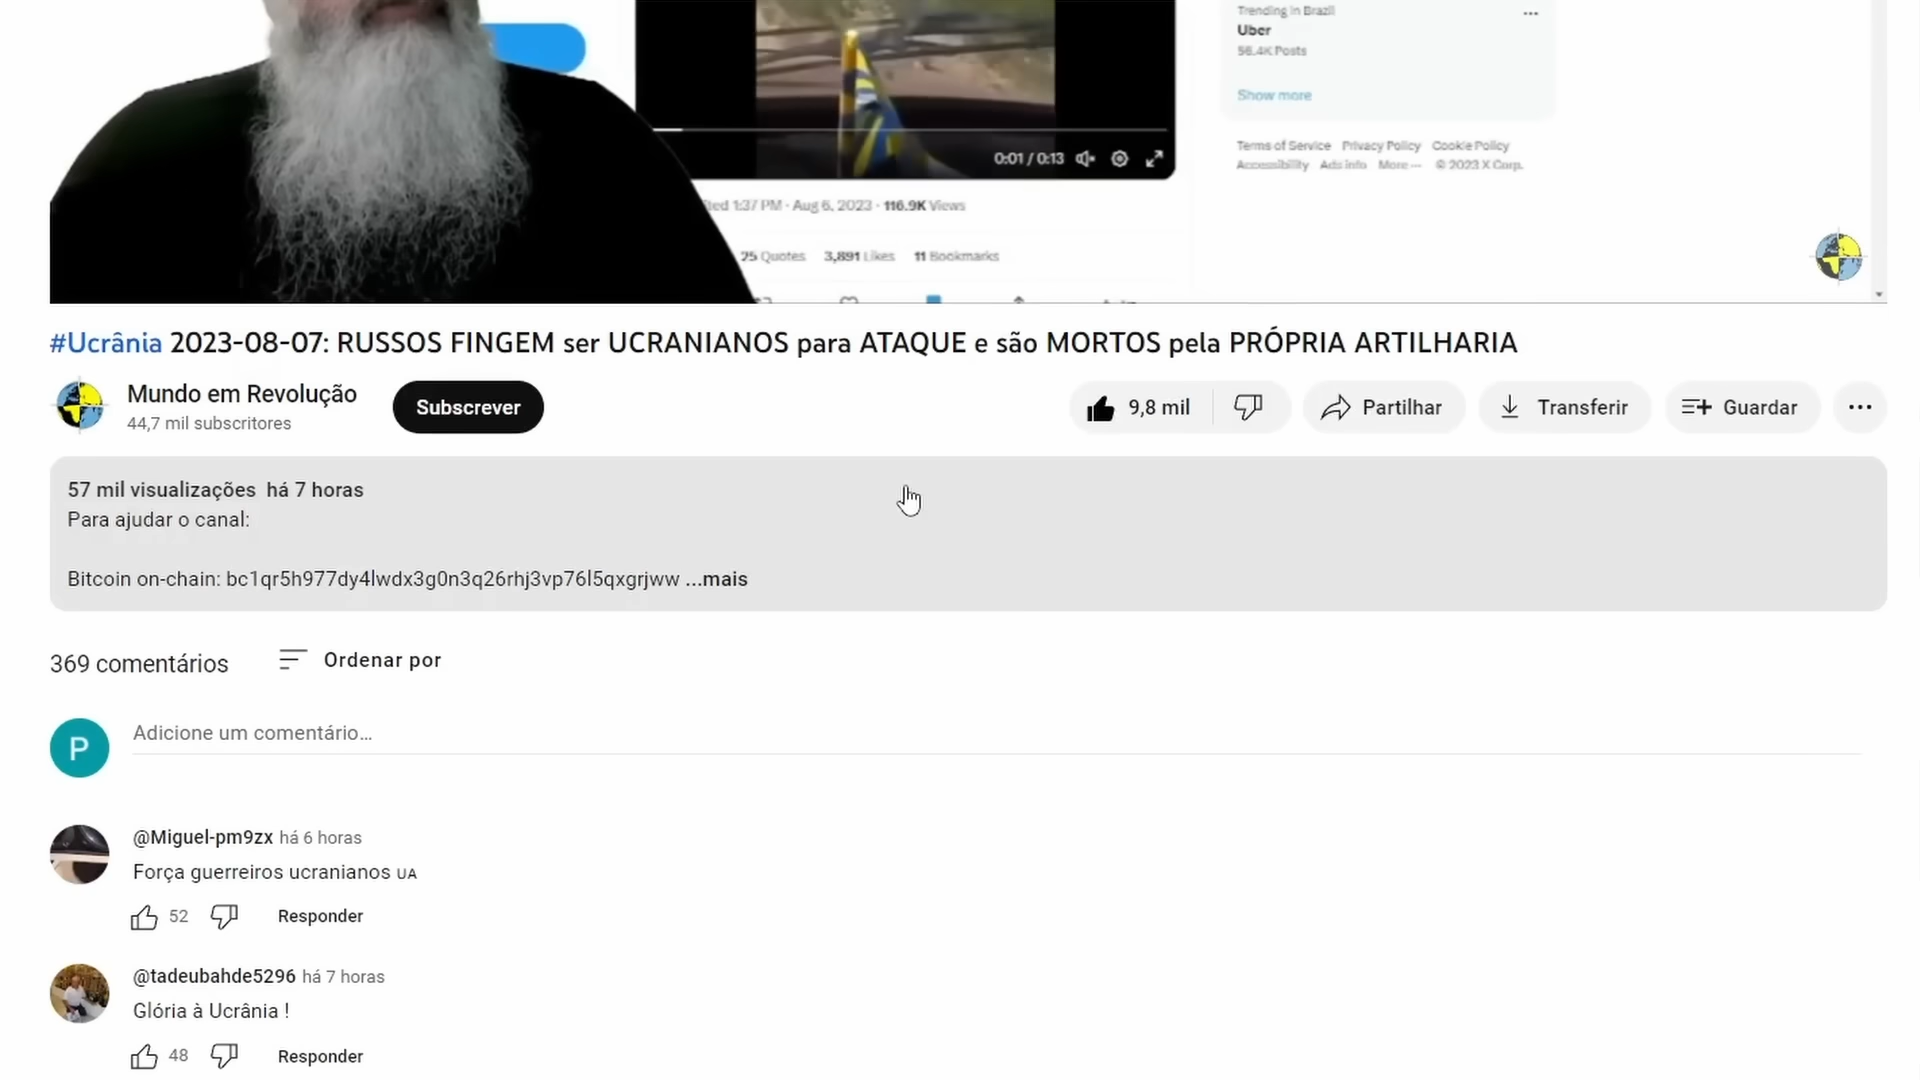 Trending in Brazil
Uber
56.4K Posts
Show more
Terms of Service Privacy Policy Cookie Policy
Accessibility Ads info More ··· © 2023 X Corp.
0:01 / 0:13
1:37 PM · Aug 6, 2023 · 116.9K Views
25 Quotes 3,891 Likes 11 Bookmarks
#Ucrânia 2023-08-07: RUSSOS FINGEM ser UCRANIANOS para ATAQUE e são MORTOS pela PRÓPRIA ARTILHARIA
Mundo em Revolução
44,7 mil subscritores
Subscrever
9,8 mil
Partilhar
Transferir
Guardar
57 mil visualizações há 7 horas
Para ajudar o canal:
Bitcoin on-chain: bc1qr5h977dy4lwdx3g0n3q26rhj3vp76l5qxgrjww ...mais
369 comentários
Ordenar por
P
Adicione um comentário...
@Miguel-pm9zx há 6 horas
Força guerreiros ucranianos UA
52
Responder
@tadeubahde5296 há 7 horas
Glória à Ucrânia !
48
Responder